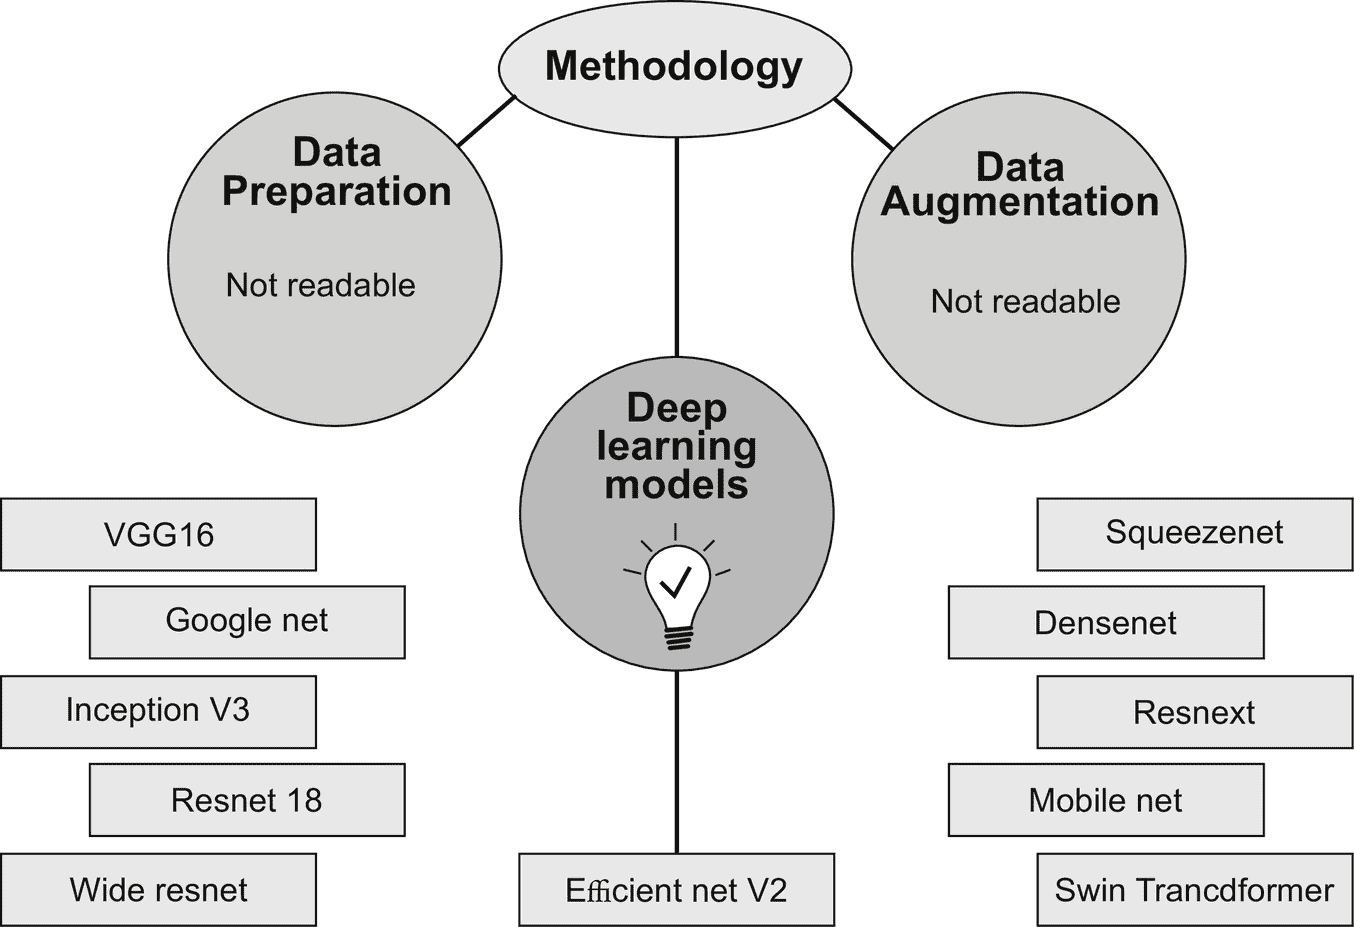 Methodology
Data
Preparation
Not readable
Data
Augmentation
Not readable
Deep
learning
models
VGG16
Google net
Inception V3
Resnet 18
Wide resnet
Efficient net V2
Squeezenet
Densenet
Resnext
Mobile net
Swin Trancdformer